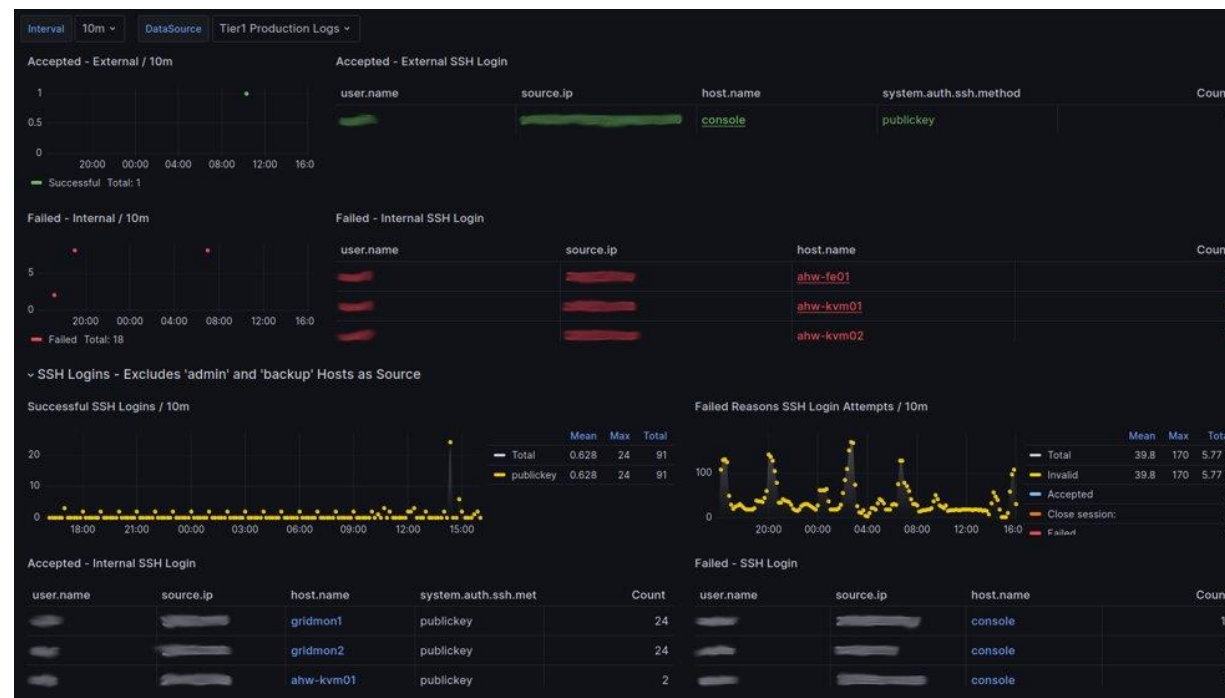 Interval 10m DataSource Tier1 Production Logs
Accepted - External / 10m
1
0.5
0
20:00 00:00 04:00 08:00 12:00 16:0
Successful Total: 1
Accepted - External SSH Login
user.name source.ip host.name system.auth.ssh.method Coun
console publickey
Failed - Internal / 10m
5
0
20:00 00:00 04:00 08:00 12:00 16:0
Failed Total: 18
Failed - Internal SSH Login
user.name source.ip host.name Coun
ahw-fe01
ahw-kvm01
ahw-kvm02
SSH Logins - Excludes 'admin' and 'backup' Hosts as Source
Successful SSH Logins / 10m
20
10
0
18:00 21:00 00:00 03:00 06:00 09:00 12:00 15:00
Mean Max Total
Total 0.628 24 91
publickey 0.628 24 91
Failed Reasons SSH Login Attempts / 10m
100
0
20:00 00:00 04:00 08:00 12:00 16:0
Mean Max Tota
Total 39.8 170 5.77
Invalid 39.8 170 5.77
Accepted
Close session:
Failed
Accepted - Internal SSH Login
user.name source.ip host.name system.auth.ssh.met Count
gridmon1 publickey 24
gridmon2 publickey 24
ahw-kvm01 publickey 2
Failed - SSH Login
user.name source.ip host.name Coun
console 1
console
console